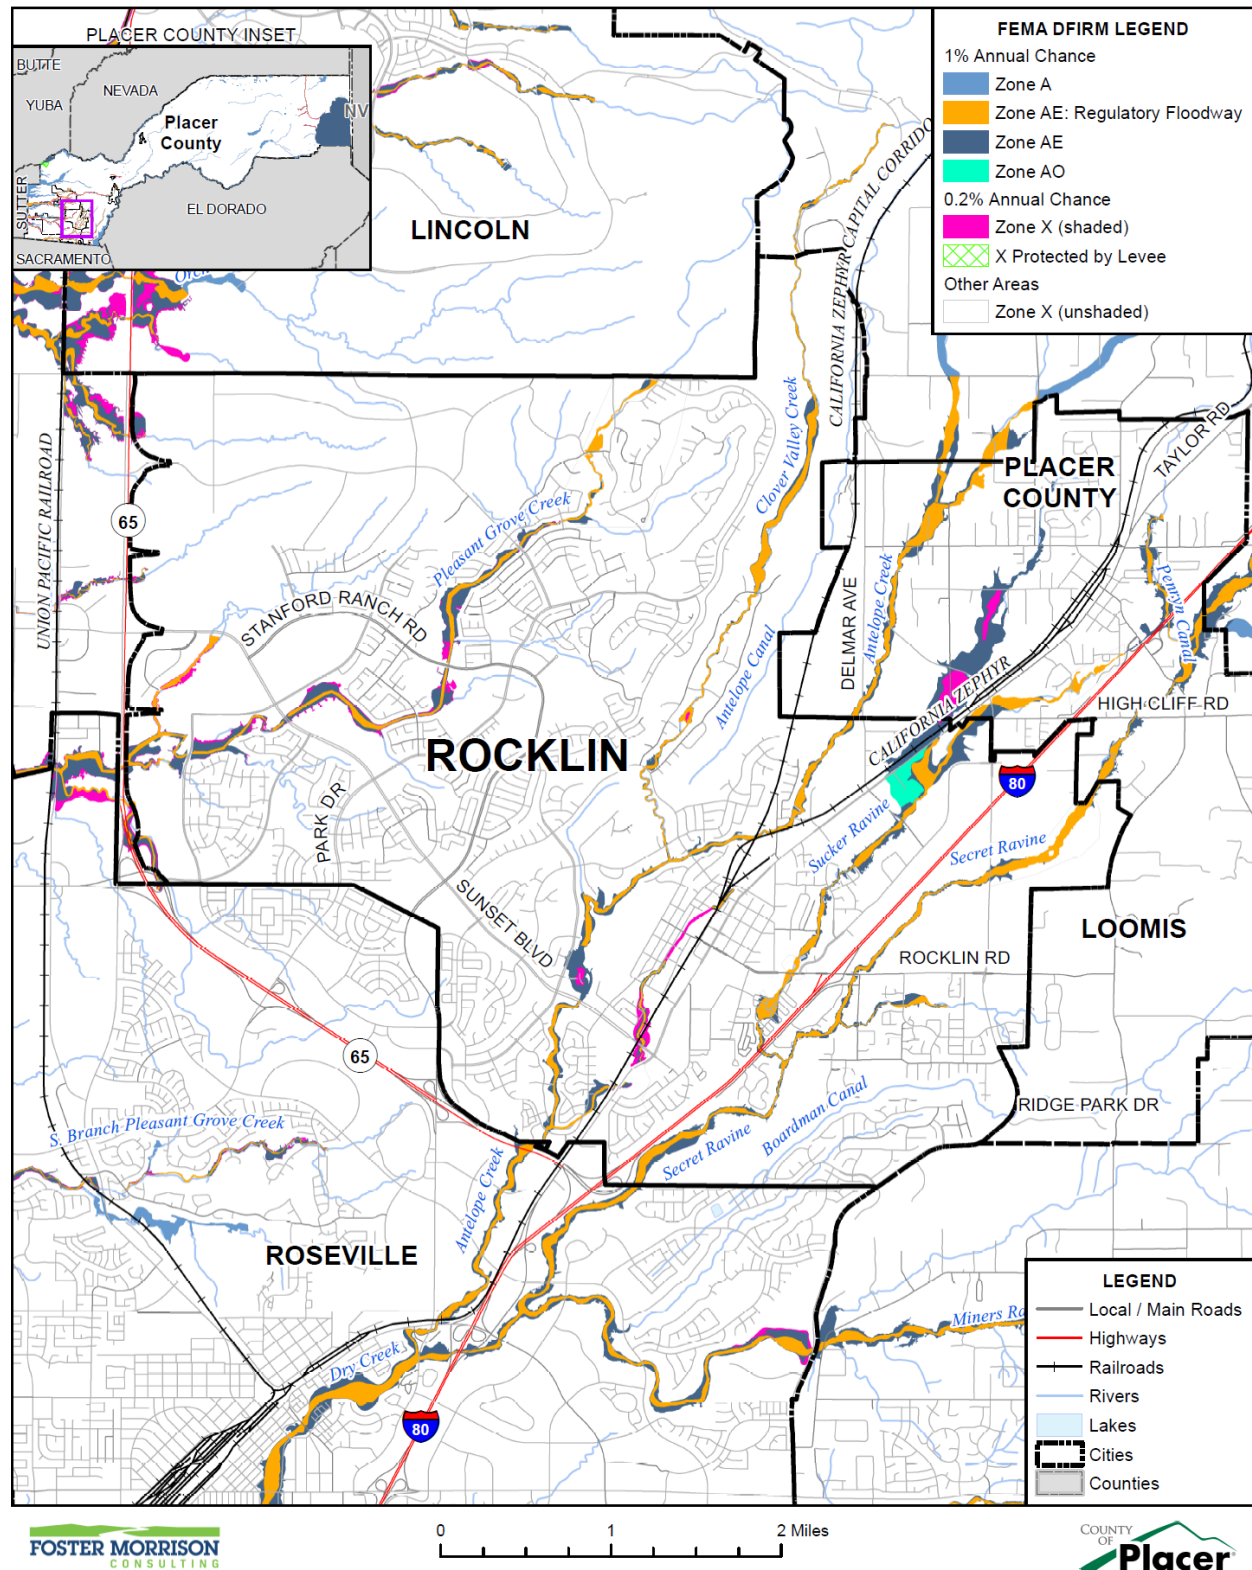 PLACER COUNTY INSET
BUTTE
NEVADA
YUBA
NV
Placer
County
SUTTER
EL DORADO
SACRAMENTO
FEMA DFIRM LEGEND
1% Annual Chance
Zone A
Zone AE: Regulatory Floodway
Zone AE
Zone AO
0.2% Annual Chance
Zone X (shaded)
X Protected by Levee
Other Areas
Zone X (unshaded)
LINCOLN
CALIFORNIA ZEPHYR CAPITAL CORRIDO
CALIFORNIA ZEPHYR
Clover Valley Creek
TAYLOR RD
PLACER
COUNTY
UNION PACIFIC RAILROAD
65
Pleasant Grove Creek
STANFORD RANCH RD
Antelope Canal
DELMAR AVE
Antelope Creek
Penryn Canal
CALIFORNIA ZEPHYR
HIGH CLIFF RD
ROCKLIN
80
PARK DR
Sucker Ravine
Secret Ravine
SUNSET BLVD
LOOMIS
ROCKLIN RD
65
S. Branch Pleasant Grove Creek
Boardman Canal
RIDGE PARK DR
Secret Ravine
Antelope Creek
ROSEVILLE
Miners Ra
Dry Creek
80
LEGEND
Local / Main Roads
Highways
Railroads
Rivers
Lakes
Cities
Counties
FOSTER MORRISON
CONSULTING
0 1 2 Miles
COUNTY
OF
Placer